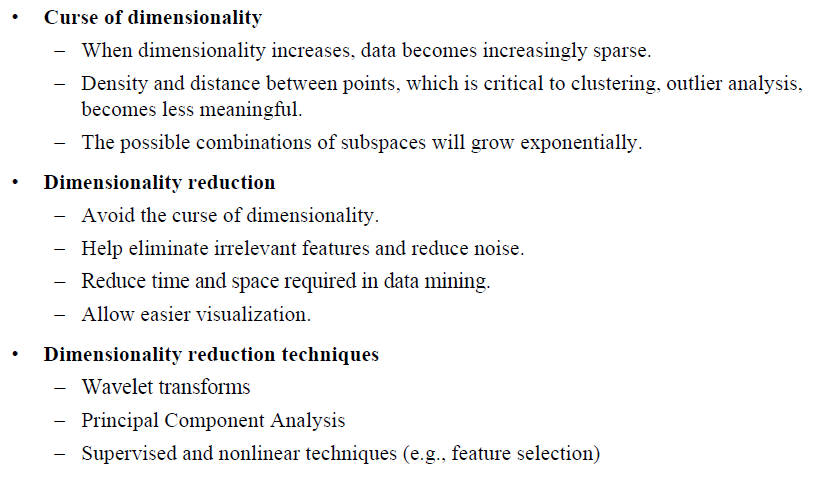 • Curse of dimensionality
– When dimensionality increases, data becomes increasingly sparse.
– Density and distance between points, which is critical to clustering, outlier analysis,
becomes less meaningful.
– The possible combinations of subspaces will grow exponentially.
• Dimensionality reduction
– Avoid the curse of dimensionality.
– Help eliminate irrelevant features and reduce noise.
– Reduce time and space required in data mining.
– Allow easier visualization.
• Dimensionality reduction techniques
– Wavelet transforms
– Principal Component Analysis
– Supervised and nonlinear techniques (e.g., feature selection)